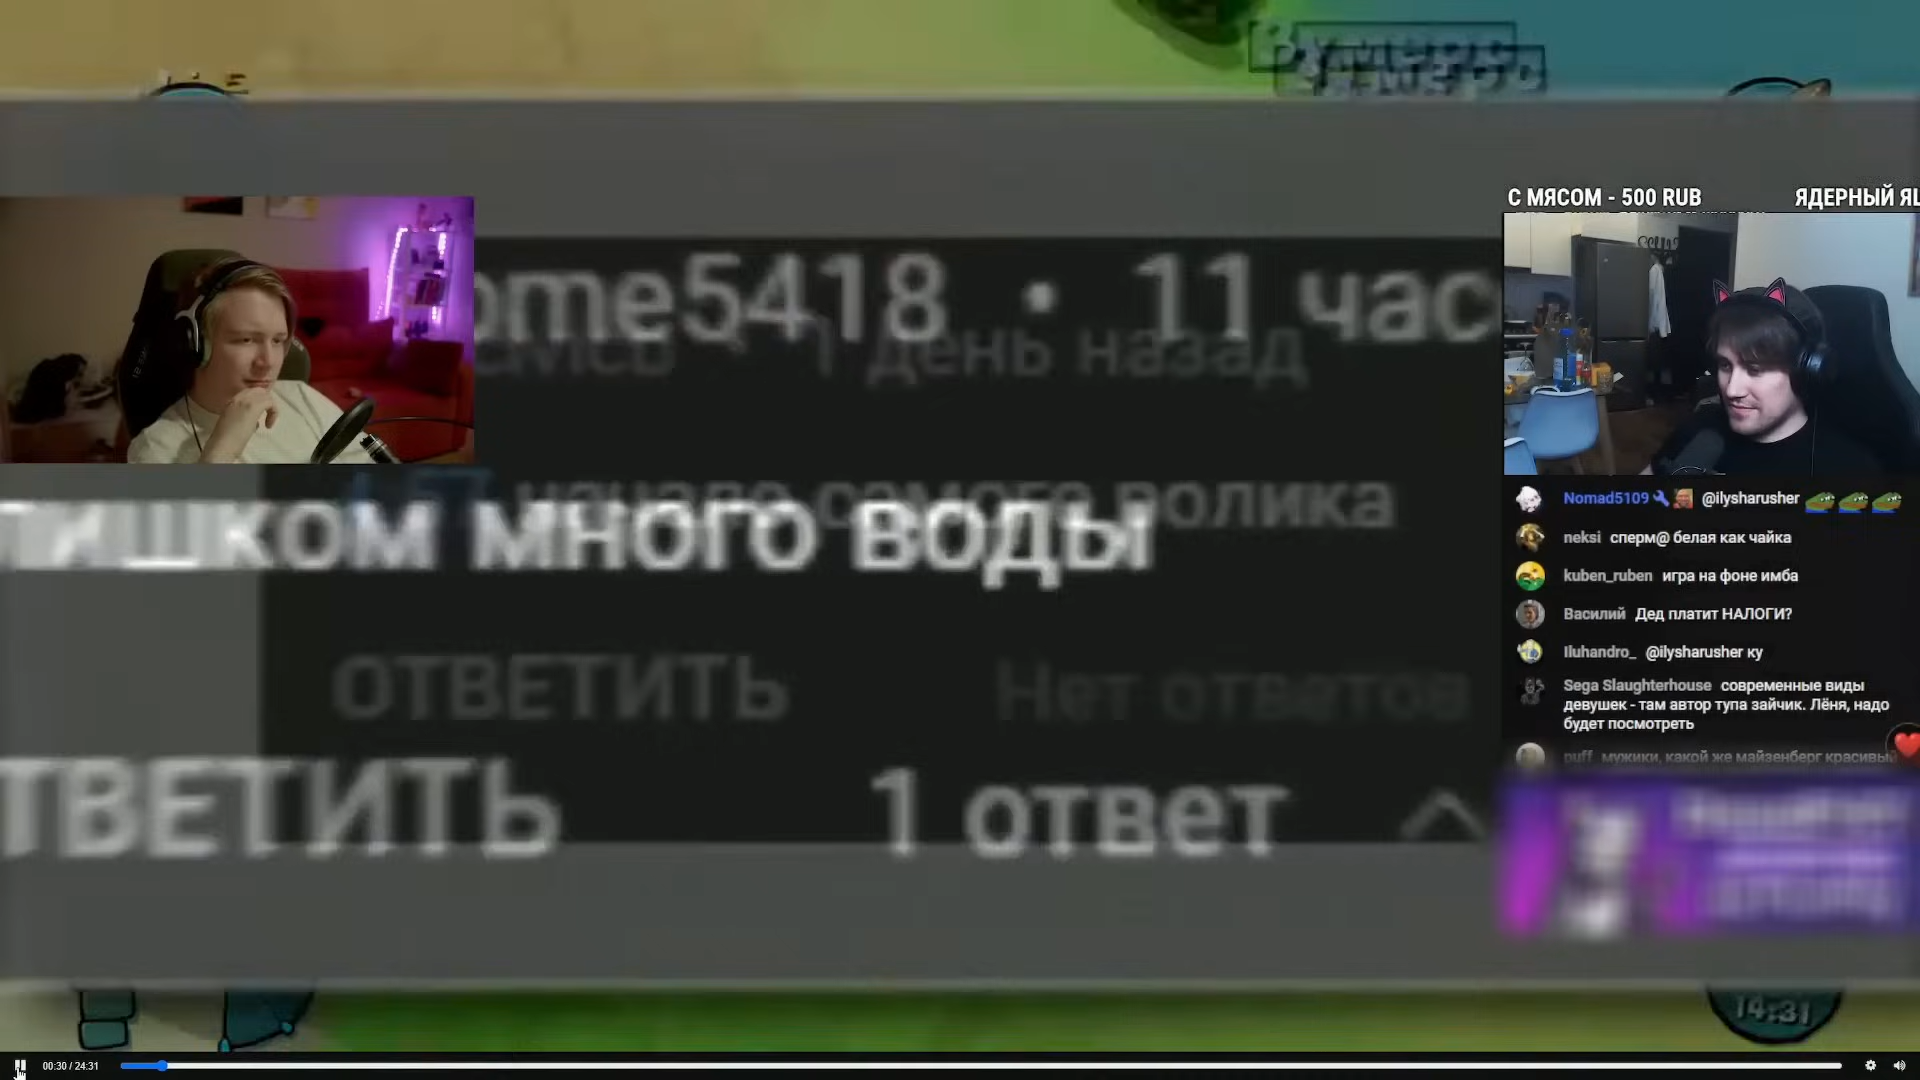 Вумерс
Вумерс
С МЯСОМ - 500 RUB
ЯДЕРНЫЙ
ome5418 • 11 час
1 день назад
начало самого ролика
лишком много воды
ОТВЕТИТЬ
Нет ответов
ТВЕТИТЬ
1 ответ
Nomad5109 @ilysharusher
neksi сперм@ белая как чайка
kuben_ruben игра на фоне имба
Василий Дед платит НАЛОГИ?
Iluhandro_ @ilysharusher ку
Sega Slaughterhouse современные виды
девушек - там автор тупа зайчик. Лёня, надо
будет посмотреть
puff мужики, какой же майзенберг красивый
14:31
00:30 / 24:31